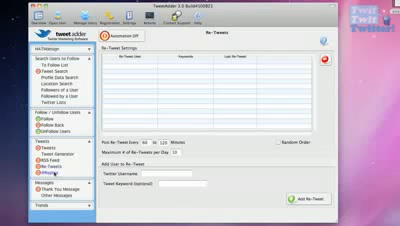 TweetAdder 3.0 Build#100821
Overview Open User Manage Users Registration Settings Actions Contact Support Help
tweet adder
Twitter Marketing Software
Automation Off
Re-Tweets
HATMdesign
Search Users to Follow
To Follow List
Tweet Search
Profile Data Search
Location Search
Followers of a User
Followed by a User
Twitter Lists
Follow / Unfollow Users
Follow
Follow Back
UnFollow Users
Tweets
Tweets
Tweet Generator
RSS Feed
Re-Tweets
@Replies
Messages
Thank You Message
Other Messages
Trends
Re-Tweet Settings
Re-Tweet User Keywords Last Re-Tweet
Post Re-Tweet Every 60 to 120 Minutes
Random Order
Maximum # of Re-Tweets per Day 10
Add User to Re-Tweet
Twitter Username
Tweet Keyword (optional)
Add Re-Tweet
Twit
Twit
Twitter!